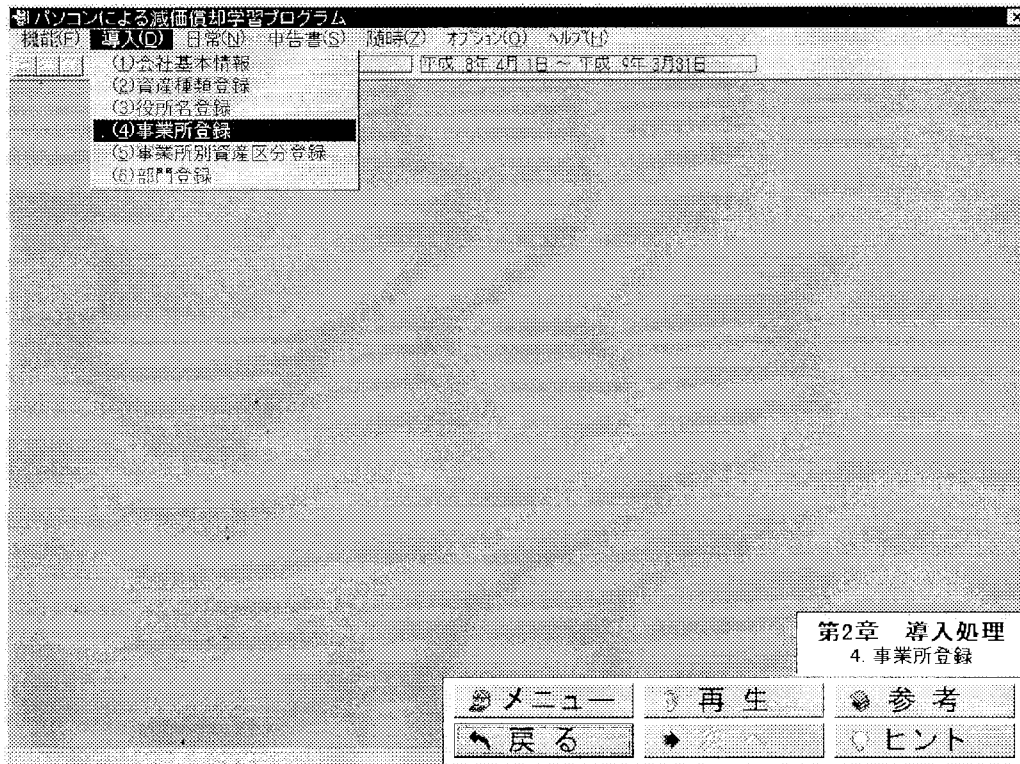 パソコンによる減価償却学習プログラム
機能(F) 導入(D) 日常(N) 申告書(S) 随時(Z) オプション(O) ヘルプ(H)
(1)会社基本情報
平成 8年 4月 1日 ～ 平成 9年 3月31日
(2)資産種類登録
(3)役所名登録
(4)事業所登録
(5)事業所別資産区分登録
(6)部門登録
第2章 導入処理
4. 事業所登録
メニュー 再生 参考
戻る 次へ ヒント